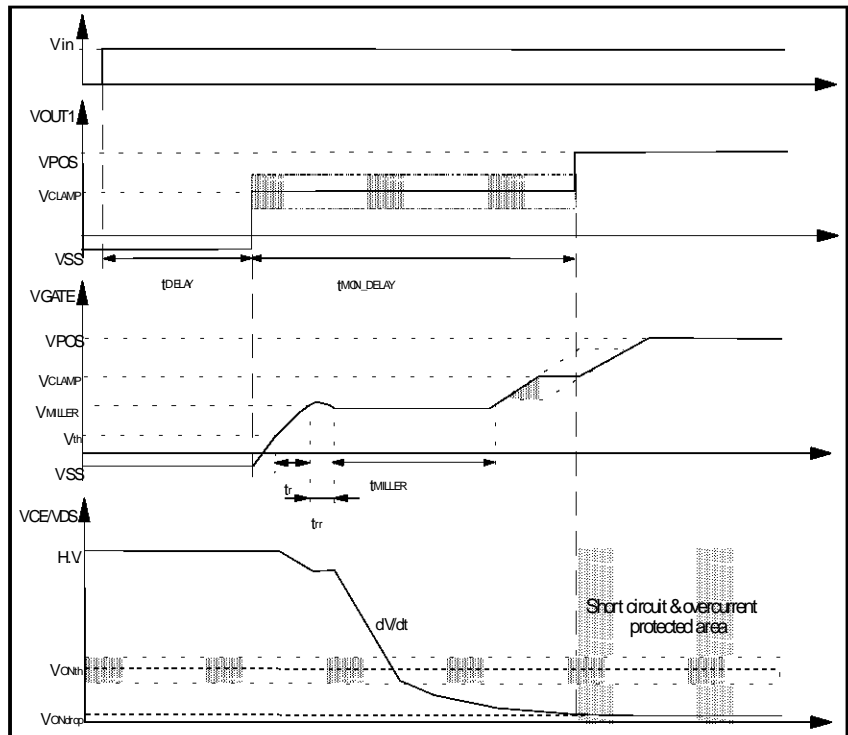 Vin
VOUT1
VPOS
VCLAMP
VSS
tDELAY
tMON_DELAY
VGATE
VPOS
VCLAMP
VMILLER
Vth
VSS
tr
tMILLER
trr
VCE/VDS
H.V
dV/dt
Short circuit & overcurrent
protected area
VONth
VONdrop